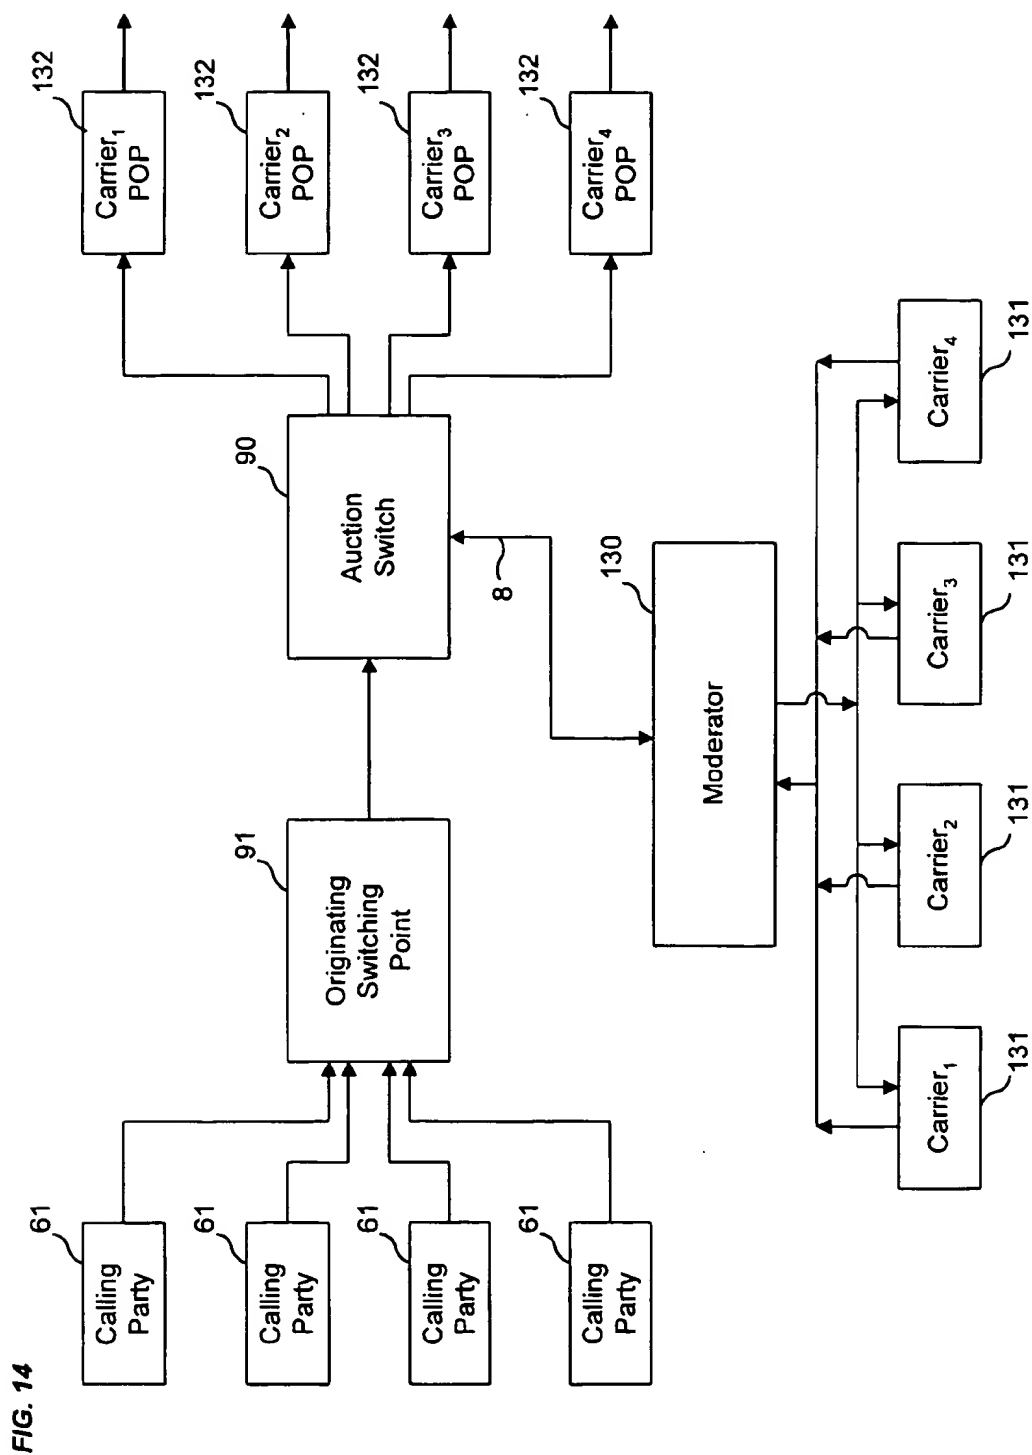 FIG. 14
61
Calling
Party
61
Calling
Party
61
Calling
Party
61
Calling
Party
91
Originating
Switching
Point
90
Auction
Switch
8
132
Carrier1
POP
132
Carrier2
POP
132
Carrier3
POP
132
Carrier4
POP
130
Moderator
Carrier1
131
Carrier2
131
Carrier3
131
Carrier4
131